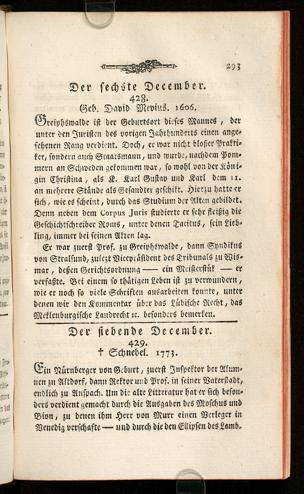 293
Der sechste December.
428.
Geb. David Mevius. 1606.
Greiphswalde ist der Geburtsort dieses Mannes, der
unter den Juristen des vorigen Jahrhunderts einen ange-
sehenen Rang verdient. Doch, er war nicht bloßer Prakti-
ker, sondern auch Staatsmann, und wurde, nachdem Pom-
mern an Schweden gekommen war, so wohl von der Köni-
gin Christina, als K. Karl Gustav und Karl dem 11.
an mehrere Stände als Gesandter geschikt. Hierzu hatte er
sich, wie es scheint, durch das Studium der Alten gebildet.
Denn neben dem Corpus Juris studierte er sehr fleißig die
Geschichtschreiber Roms, unter denen Tacitus, sein Lieb-
ling, immer bei seinen Akten lag.
Er war zuerst Prof. zu Greiphswalde, dann Syndikus
von Stralsund, zulezt Vicepräsident des Tribunals zu Wis-
mar, deßen Gerichtsordnung — ein Meisterstük — er
verfaßte. Bei einem so thätigen Leben ist zu verwundern,
wie er noch so viele Schriften ausarbeiten konnte, unter
denen wir den Kommentar über das Lübische Recht, das
Mecklenburgische Landrecht ꝛc. besonders bemerken.
Der siebende December.
429.
† Schnebel. 1773.
Ein Nürnberger von Geburt, zuerst Inspektor der Alum-
nen zu Altdorf, dann Rektor und Prof. in seiner Vaterstadt,
endlich zu Anspach. Um die alte Litteratur hat er sich beson-
ders verdient gemacht durch die Ausgaben des Moschus und
Bion, zu denen ihm Herr von Murr einen Verleger in
Venedig verschafte — und durch die den Ellipsen des Lamb.